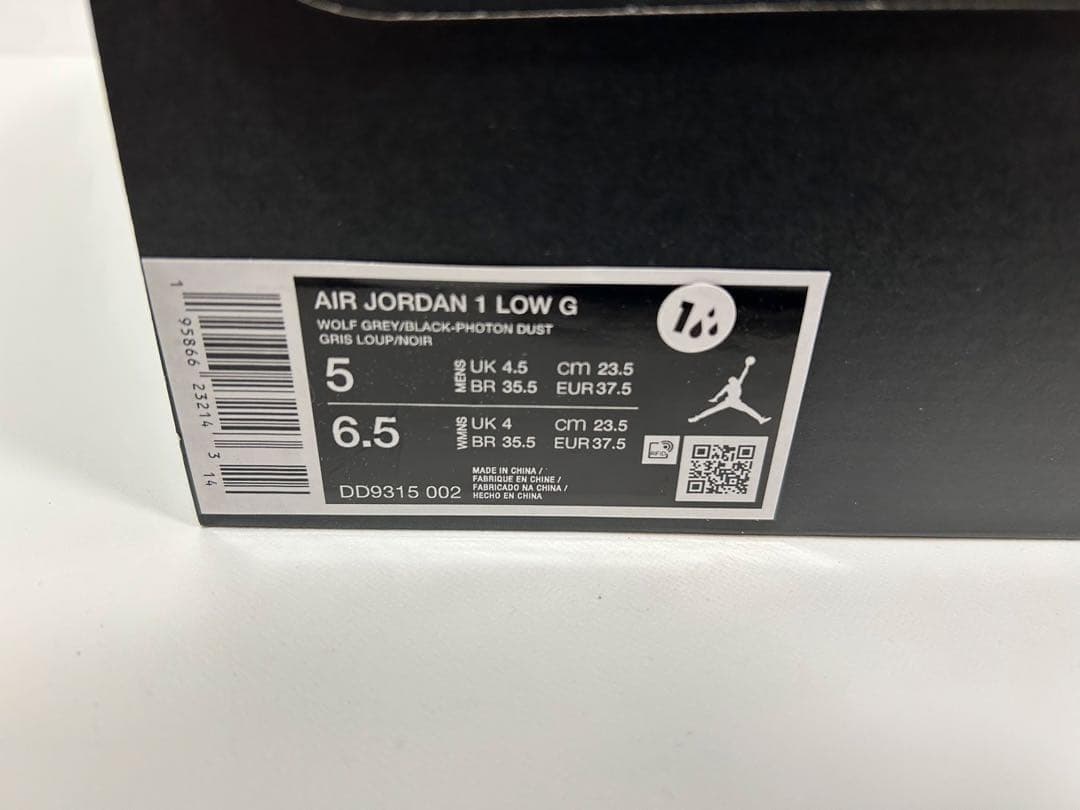 AIR JORDAN 1 LOW G
WOLF GREY/BLACK-PHOTON DUST
GRIS LOUP/NOIR
5 MENS UK 4.5 cm 23.5
BR 35.5 EUR 37.5
6.5 WMNS UK 4 cm 23.5
BR 35.5 EUR 37.5
RFID
MADE IN CHINA /
FABRIQUE EN CHINE /
FABRICADO NA CHINA /
HECHO EN CHINA
DD9315 002
1 95866 23214 3 14
1